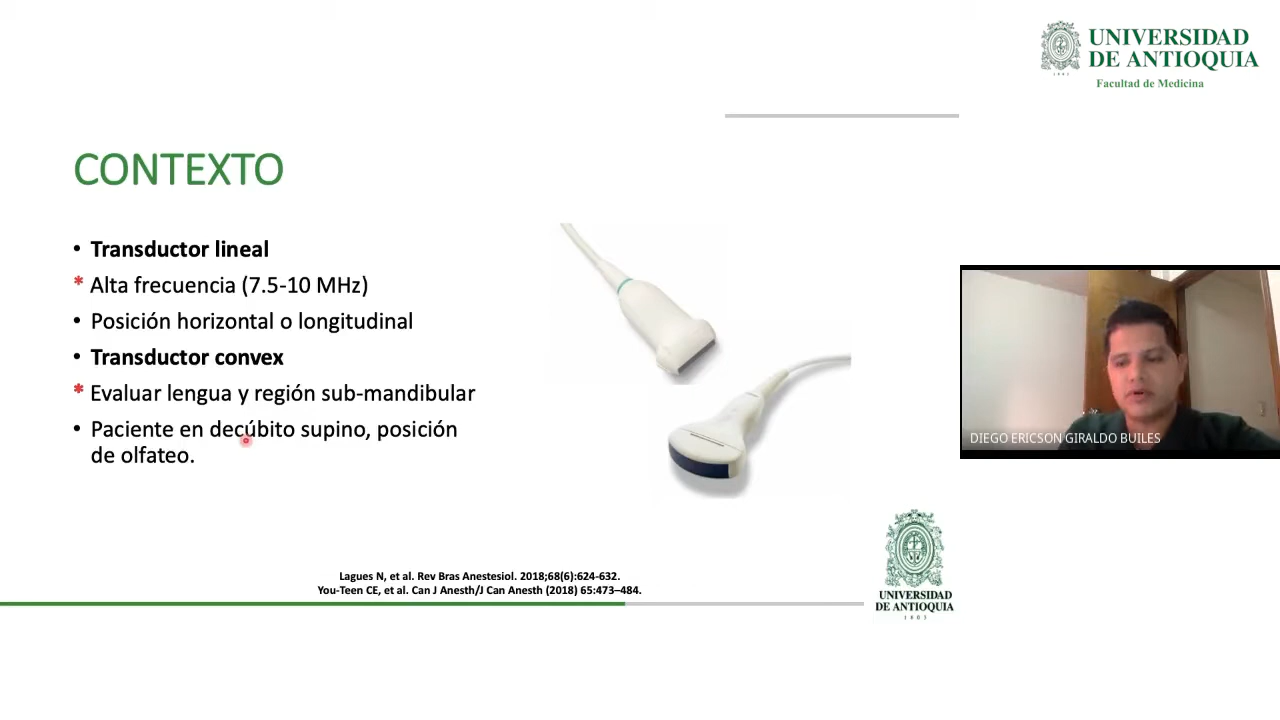 UNIVERSIDAD
DE ANTIOQUIA
1803
Facultad de Medicina
CONTEXTO
• Transductor lineal
* Alta frecuencia (7.5-10 MHz)
• Posición horizontal o longitudinal
• Transductor convex
* Evaluar lengua y región sub-mandibular
• Paciente en decúbito supino, posición
de olfateo.
DIEGO ERICSON GIRALDO BUILES
Lagues N, et al. Rev Bras Anestesiol. 2018;68(6):624-632.
You-Teen CE, et al. Can J Anesth/J Can Anesth (2018) 65:473–484.
UNIVERSIDAD
DE ANTIOQUIA
1803